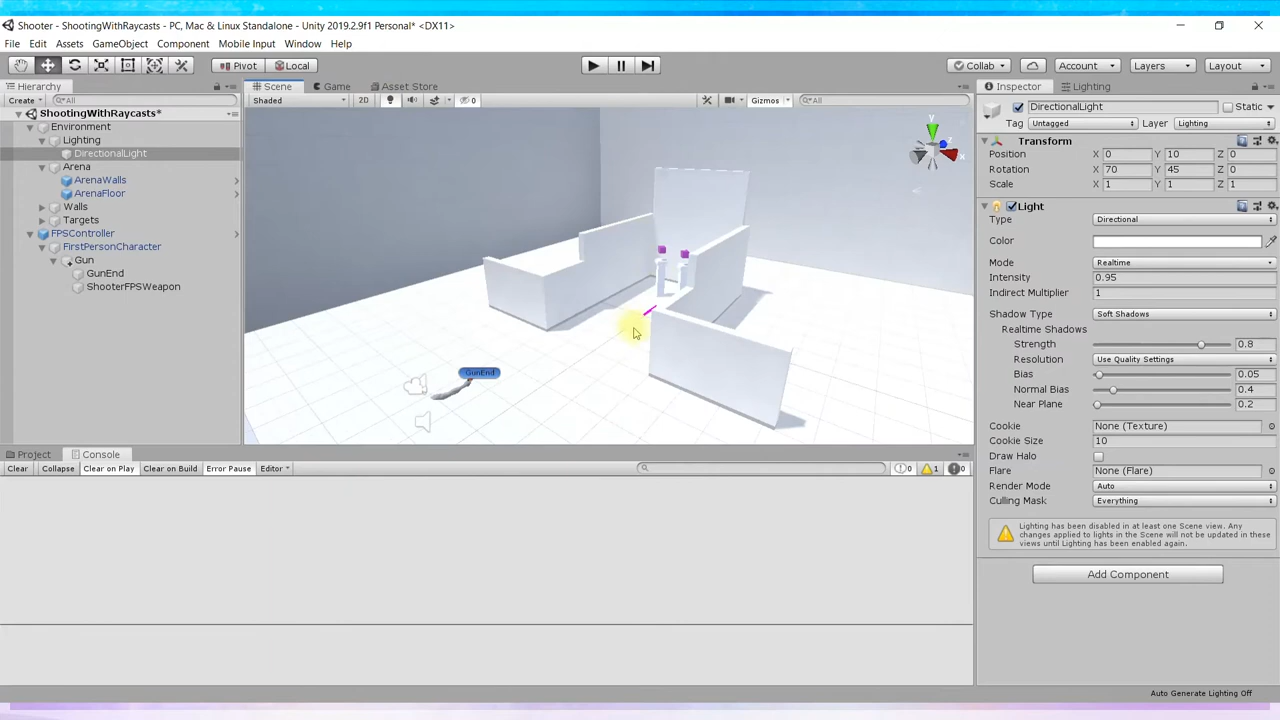 Shooter - ShootingWithRaycasts - PC, Mac & Linux Standalone - Unity 2019.2.9f1 Personal* <DX11>
File Edit Assets GameObject Component Mobile Input Window Help
Pivot Local Collab Account Layers Layout
Hierarchy Scene Game Asset Store Inspector Lighting
Create All Shaded 2D 0 Gizmos All
DirectionalLight Static
Tag Untagged Layer Lighting
ShootingWithRaycasts*
Environment
Lighting
DirectionalLight
Arena
ArenaWalls
ArenaFloor
Walls
Targets
FPSController
FirstPersonCharacter
Gun
GunEnd
ShooterFPSWeapon
y
x
GunEnd
Transform
Position X 0 Y 10 Z 0
Rotation X 70 Y 45 Z 0
Scale X 1 Y 1 Z 1
Light
Type Directional
Color
Mode Realtime
Intensity 0.95
Indirect Multiplier 1
Shadow Type Soft Shadows
Realtime Shadows
Strength 0.8
Resolution Use Quality Settings
Bias 0.05
Normal Bias 0.4
Near Plane 0.2
Cookie None (Texture)
Cookie Size 10
Draw Halo
Flare None (Flare)
Render Mode Auto
Culling Mask Everything
Lighting has been disabled in at least one Scene view. Any
changes applied to lights in the Scene will not be updated in these
views until Lighting has been enabled again.
Add Component
Project Console
Clear Collapse Clear on Play Clear on Build Error Pause Editor 0 1 0
Auto Generate Lighting Off